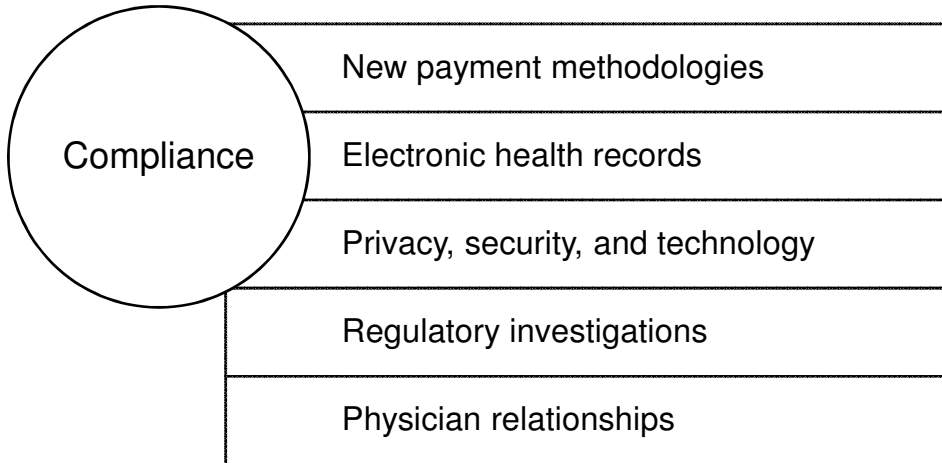 New payment methodologies
Compliance
Electronic health records
Privacy, security, and technology
Regulatory investigations
Physician relationships